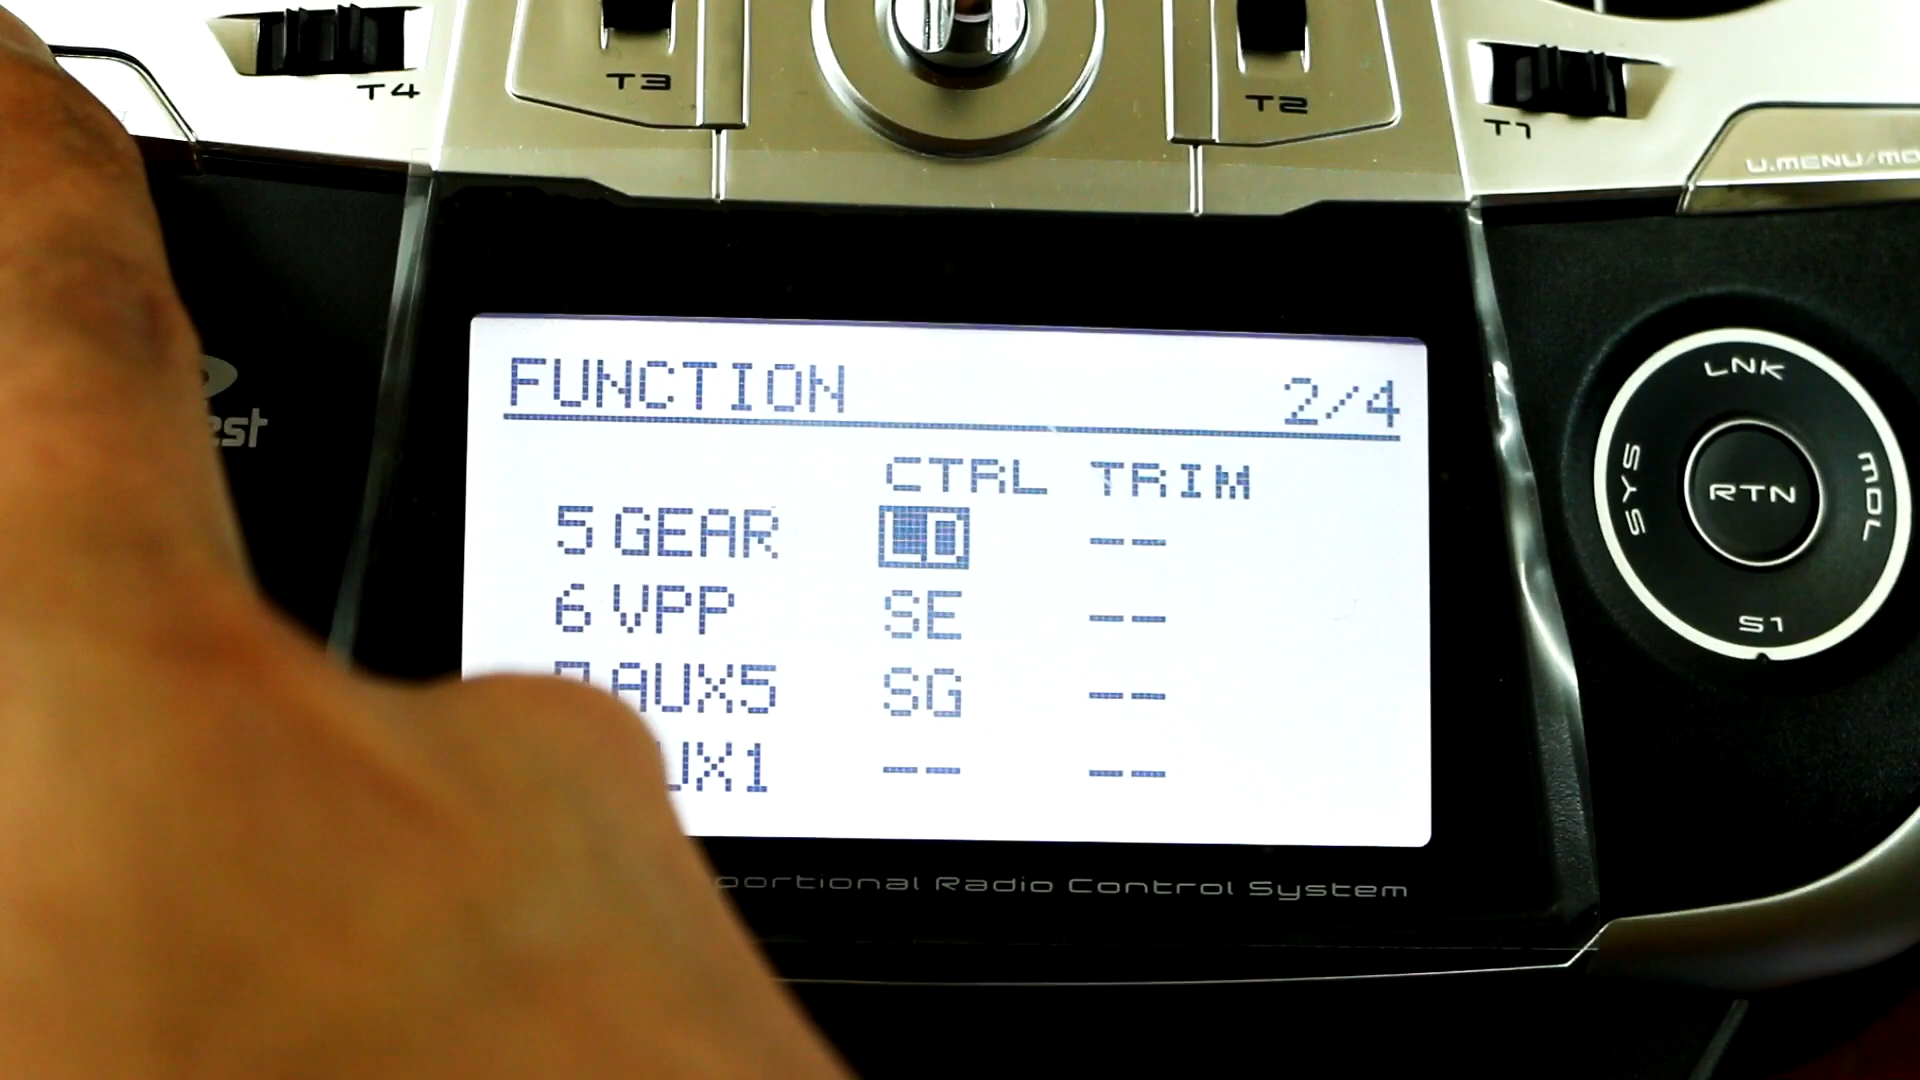 T4
T3
T2
T1
U.MENU/MO
est
FUNCTION 2/4
CTRL TRIM
5 GEAR LD --
6 VPP SE --
AUX5 SG --
UX1 -- --
LNK
SYS
RTN
MDL
S1
portional Radio Control System